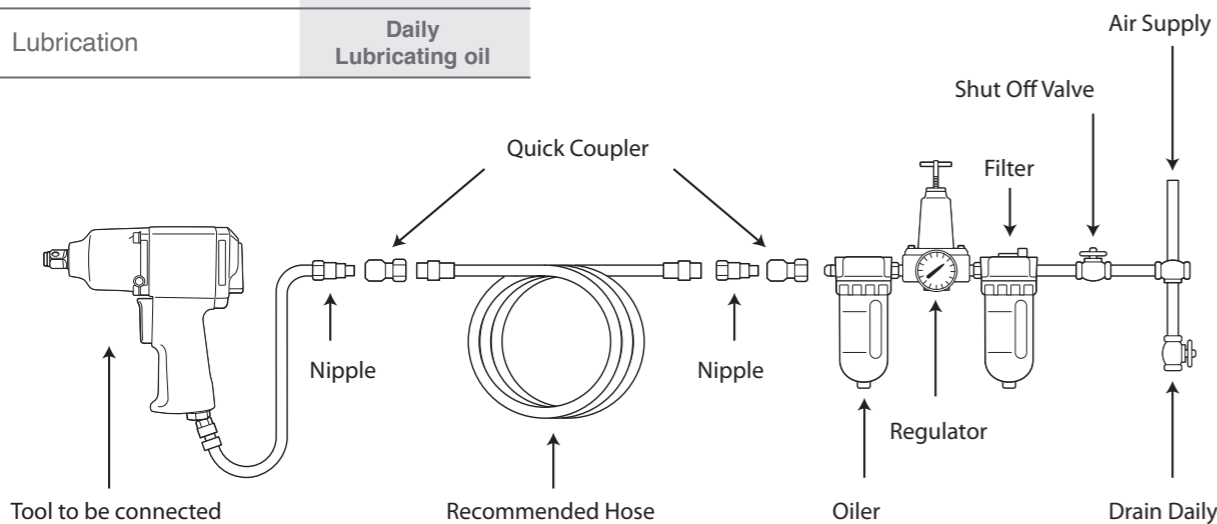 Lubrication
Daily
Lubricating oil
Air Supply
Shut Off Valve
Quick Coupler
Filter
Nipple
Nipple
Regulator
Tool to be connected
Recommended Hose
Oiler
Drain Daily